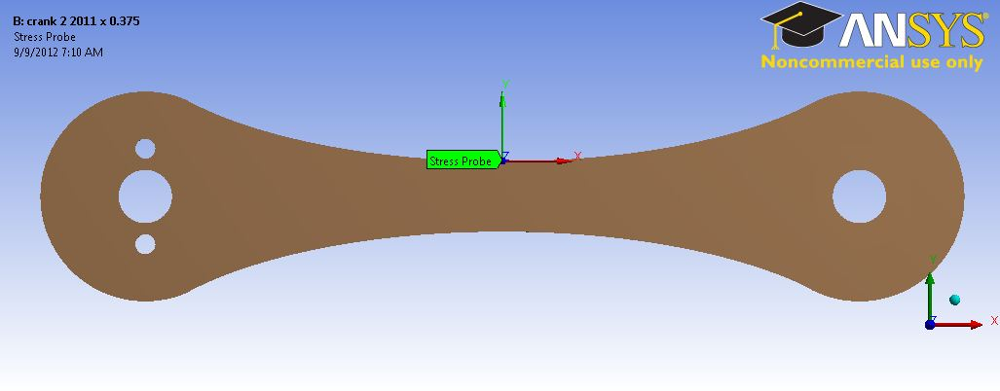 B: crank 2 2011 x 0.375
Stress Probe
9/9/2012 7:10 AM
ANSYS
Noncommercial use only
Y
Stress Probe
Z
X
Y
Z
X